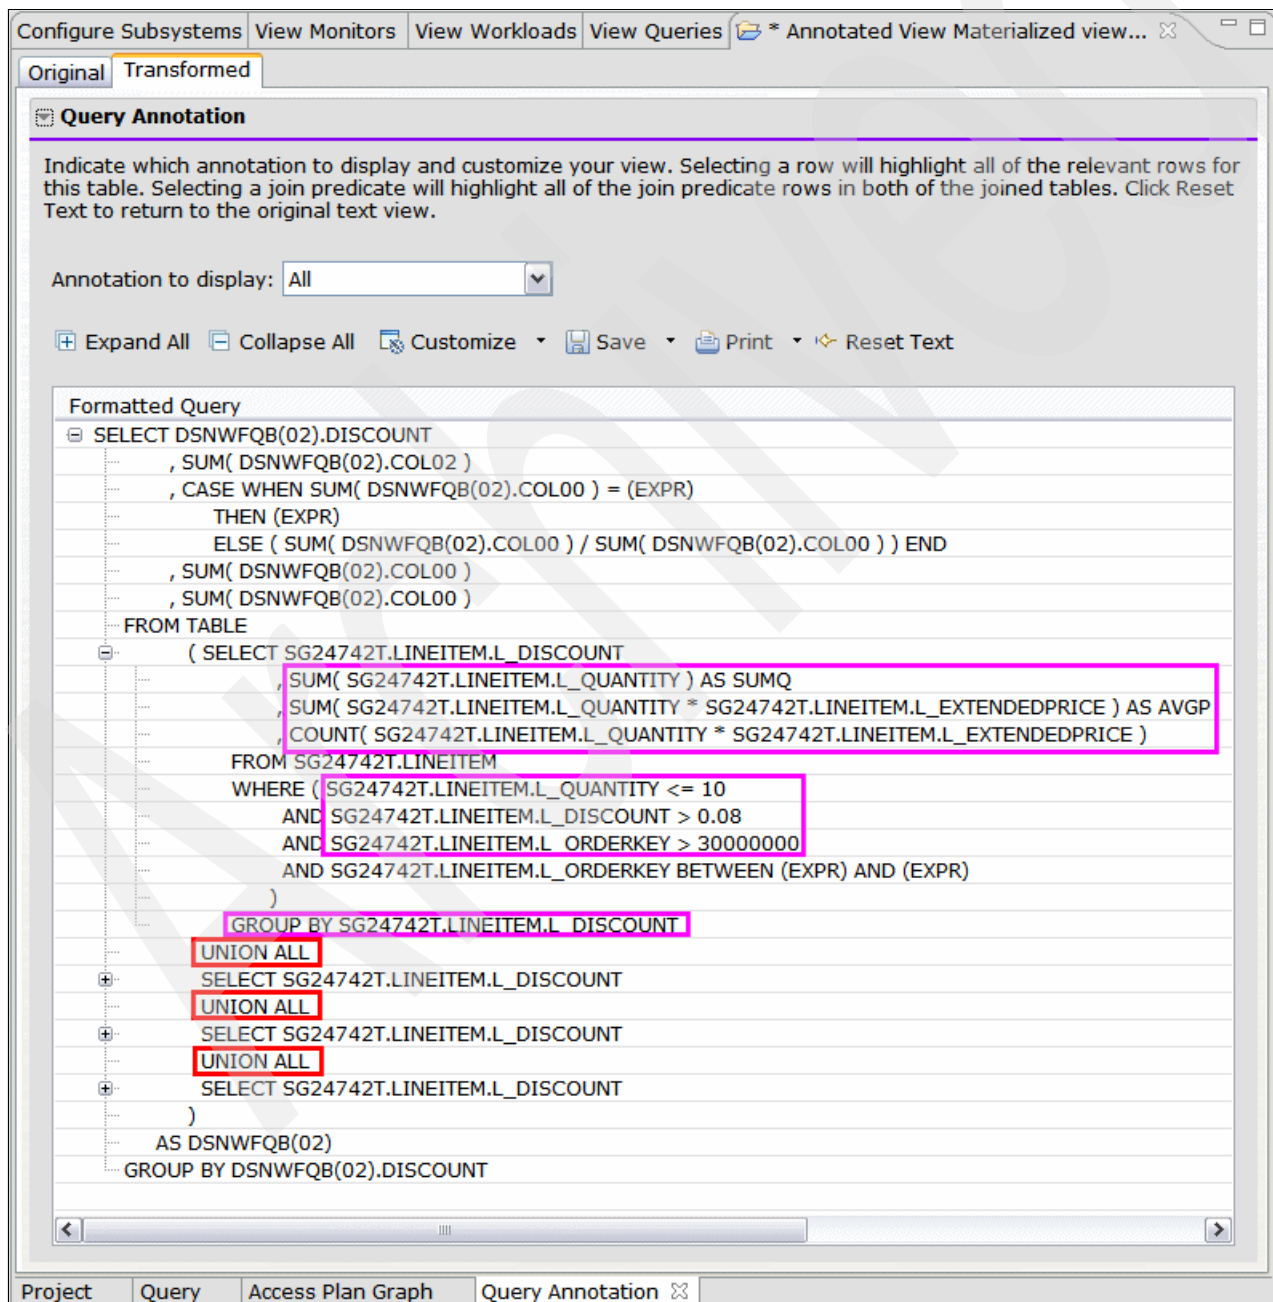 Configure Subsystems View Monitors View Workloads View Queries * Annotated View Materialized view...
Original Transformed
Query Annotation
Indicate which annotation to display and customize your view. Selecting a row will highlight all of the relevant rows for
this table. Selecting a join predicate will highlight all of the join predicate rows in both of the joined tables. Click Reset
Text to return to the original text view.
Annotation to display: All
Expand All Collapse All Customize Save Print Reset Text
Formatted Query
SELECT DSNWFQB(02).DISCOUNT
, SUM( DSNWFQB(02).COL02 )
, CASE WHEN SUM( DSNWFQB(02).COL00 ) = (EXPR)
THEN (EXPR)
ELSE ( SUM( DSNWFQB(02).COL00 ) / SUM( DSNWFQB(02).COL00 ) ) END
, SUM( DSNWFQB(02).COL00 )
, SUM( DSNWFQB(02).COL00 )
FROM TABLE
( SELECT SG24742T.LINEITEM.L_DISCOUNT
, SUM( SG24742T.LINEITEM.L_QUANTITY ) AS SUMQ
, SUM( SG24742T.LINEITEM.L_QUANTITY * SG24742T.LINEITEM.L_EXTENDEDPRICE ) AS AVGP
, COUNT( SG24742T.LINEITEM.L_QUANTITY * SG24742T.LINEITEM.L_EXTENDEDPRICE )
FROM SG24742T.LINEITEM
WHERE ( SG24742T.LINEITEM.L_QUANTITY <= 10
AND SG24742T.LINEITEM.L_DISCOUNT > 0.08
AND SG24742T.LINEITEM.L_ORDERKEY > 30000000
AND SG24742T.LINEITEM.L_ORDERKEY BETWEEN (EXPR) AND (EXPR)
)
GROUP BY SG24742T.LINEITEM.L_DISCOUNT
UNION ALL
SELECT SG24742T.LINEITEM.L_DISCOUNT
UNION ALL
SELECT SG24742T.LINEITEM.L_DISCOUNT
UNION ALL
SELECT SG24742T.LINEITEM.L_DISCOUNT
)
AS DSNWFQB(02)
GROUP BY DSNWFQB(02).DISCOUNT
Project Query Access Plan Graph Query Annotation